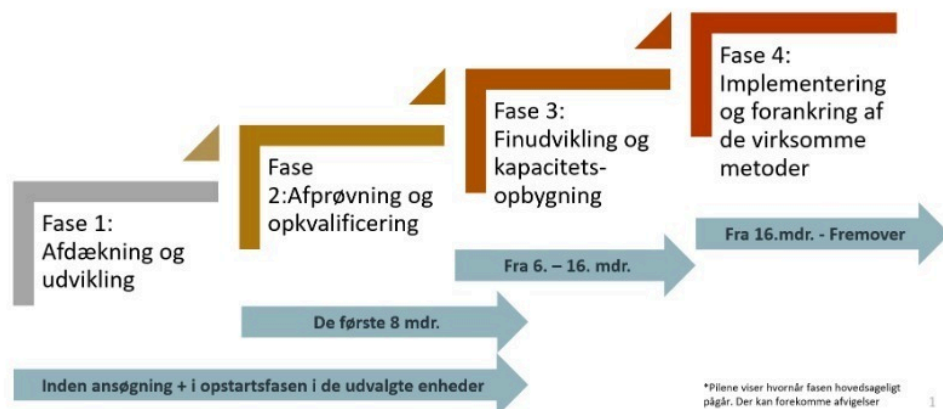 Fase 1:
Afdækning og
udvikling
Fase
2:Afprøvning og
opkvalificering
Fase 3:
Finudvikling og
kapacitets-
opbygning
Fase 4:
Implementering
og forankring af
de virksomme
metoder
Fra 16.mdr. - Fremover
Fra 6. – 16. mdr.
De første 8 mdr.
Inden ansøgning + i opstartsfasen i de udvalgte enheder
*Pilene viser hvornår fasen hovedsageligt
pågår. Der kan forekomme afvigelser
1